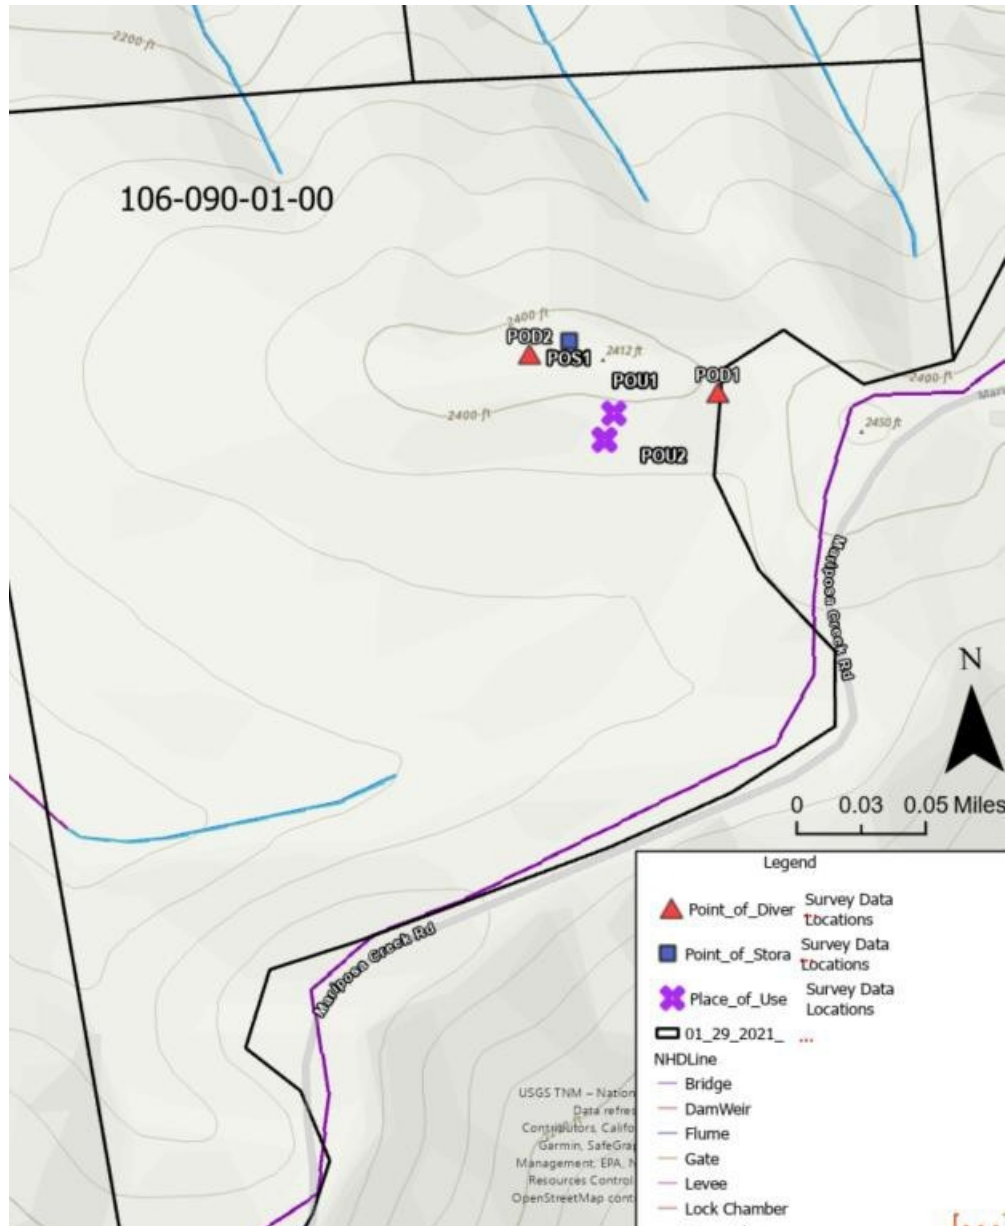 2200 ft
106-090-01-00
2400 ft
POD2
POS1
2412 ft
POU1
POD1
2400 ft
2400 ft
2450 ft
POU2
Mariposa Creek Rd
N
0 0.03 0.05 Miles
Mariposa Creek Rd
Legend
Point_of_Diver Survey Data
Locations
Point_of_Stora Survey Data
Locations
Place_of_Use Survey Data
Locations
01_29_2021_ ...
NHDLine
Bridge
DamWeir
Flume
Gate
Levee
Lock Chamber
USGS TNM – Nation
Data refres
Contributors, Califo
Garmin, SafeGra
Management, EPA, N
Resources Control
OpenStreetMap cont